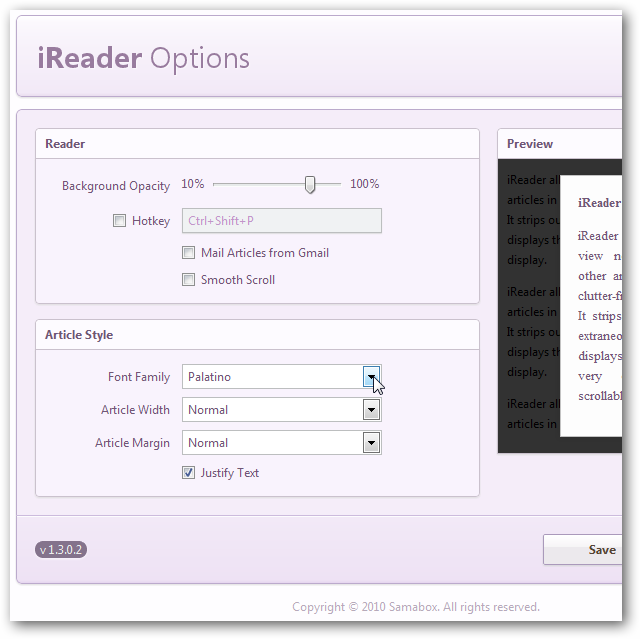 iReader Options
Reader
Background Opacity 10% 100%
Hotkey Ctrl+Shift+P
Mail Articles from Gmail
Smooth Scroll
Article Style
Font Family Palatino
Article Width Normal
Article Margin Normal
Justify Text
Preview
iReader all
articles in
It strips ou
displays th
display.
iReader all
articles in
It strips ou
displays th
display.
iReader all
articles in
iReader
iReader
view n
other ar
clutter-fr
It strips
extraneo
displays
very
scrollabl
v 1.3.0.2
Save
Copyright © 2010 Samabox. All rights reserved.